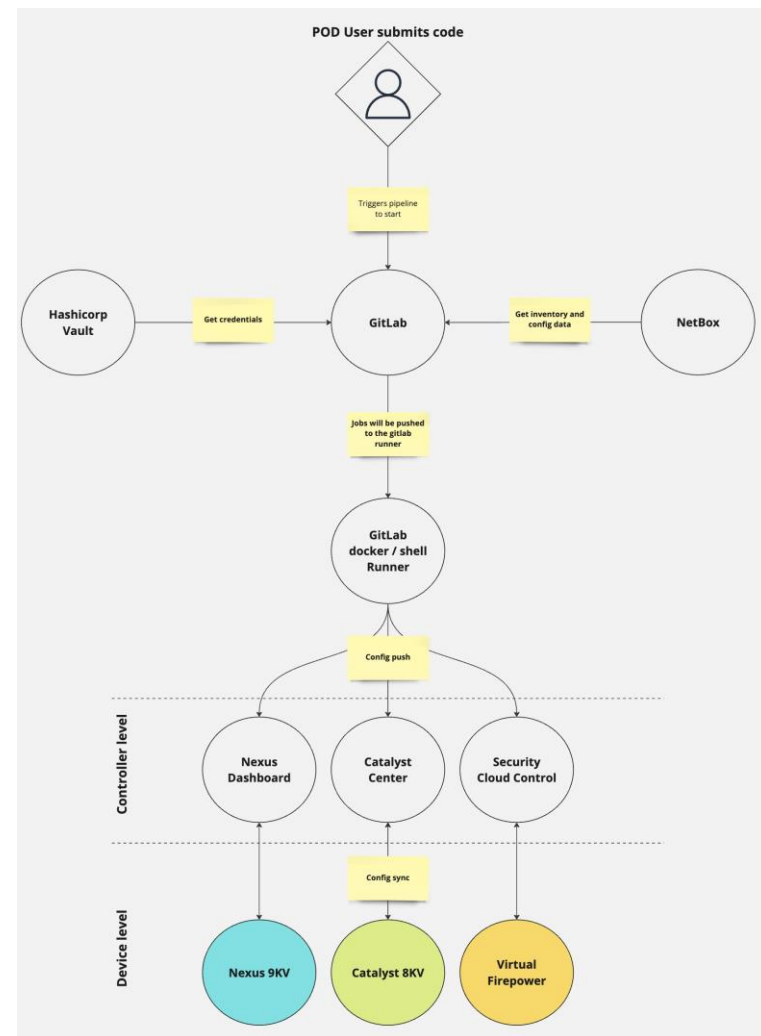 POD User submits code
Triggers pipeline
to start
Hashicorp
Vault
Get credentials
GitLab
Get inventory and
config data
NetBox
Jobs will be pushed
to the gitlab
runner
GitLab
docker / shell
Runner
Config push
Controller level
Nexus
Dashboard
Catalyst
Center
Security
Cloud Control
Config sync
Device level
Nexus 9KV
Catalyst 8KV
Virtual
Firepower